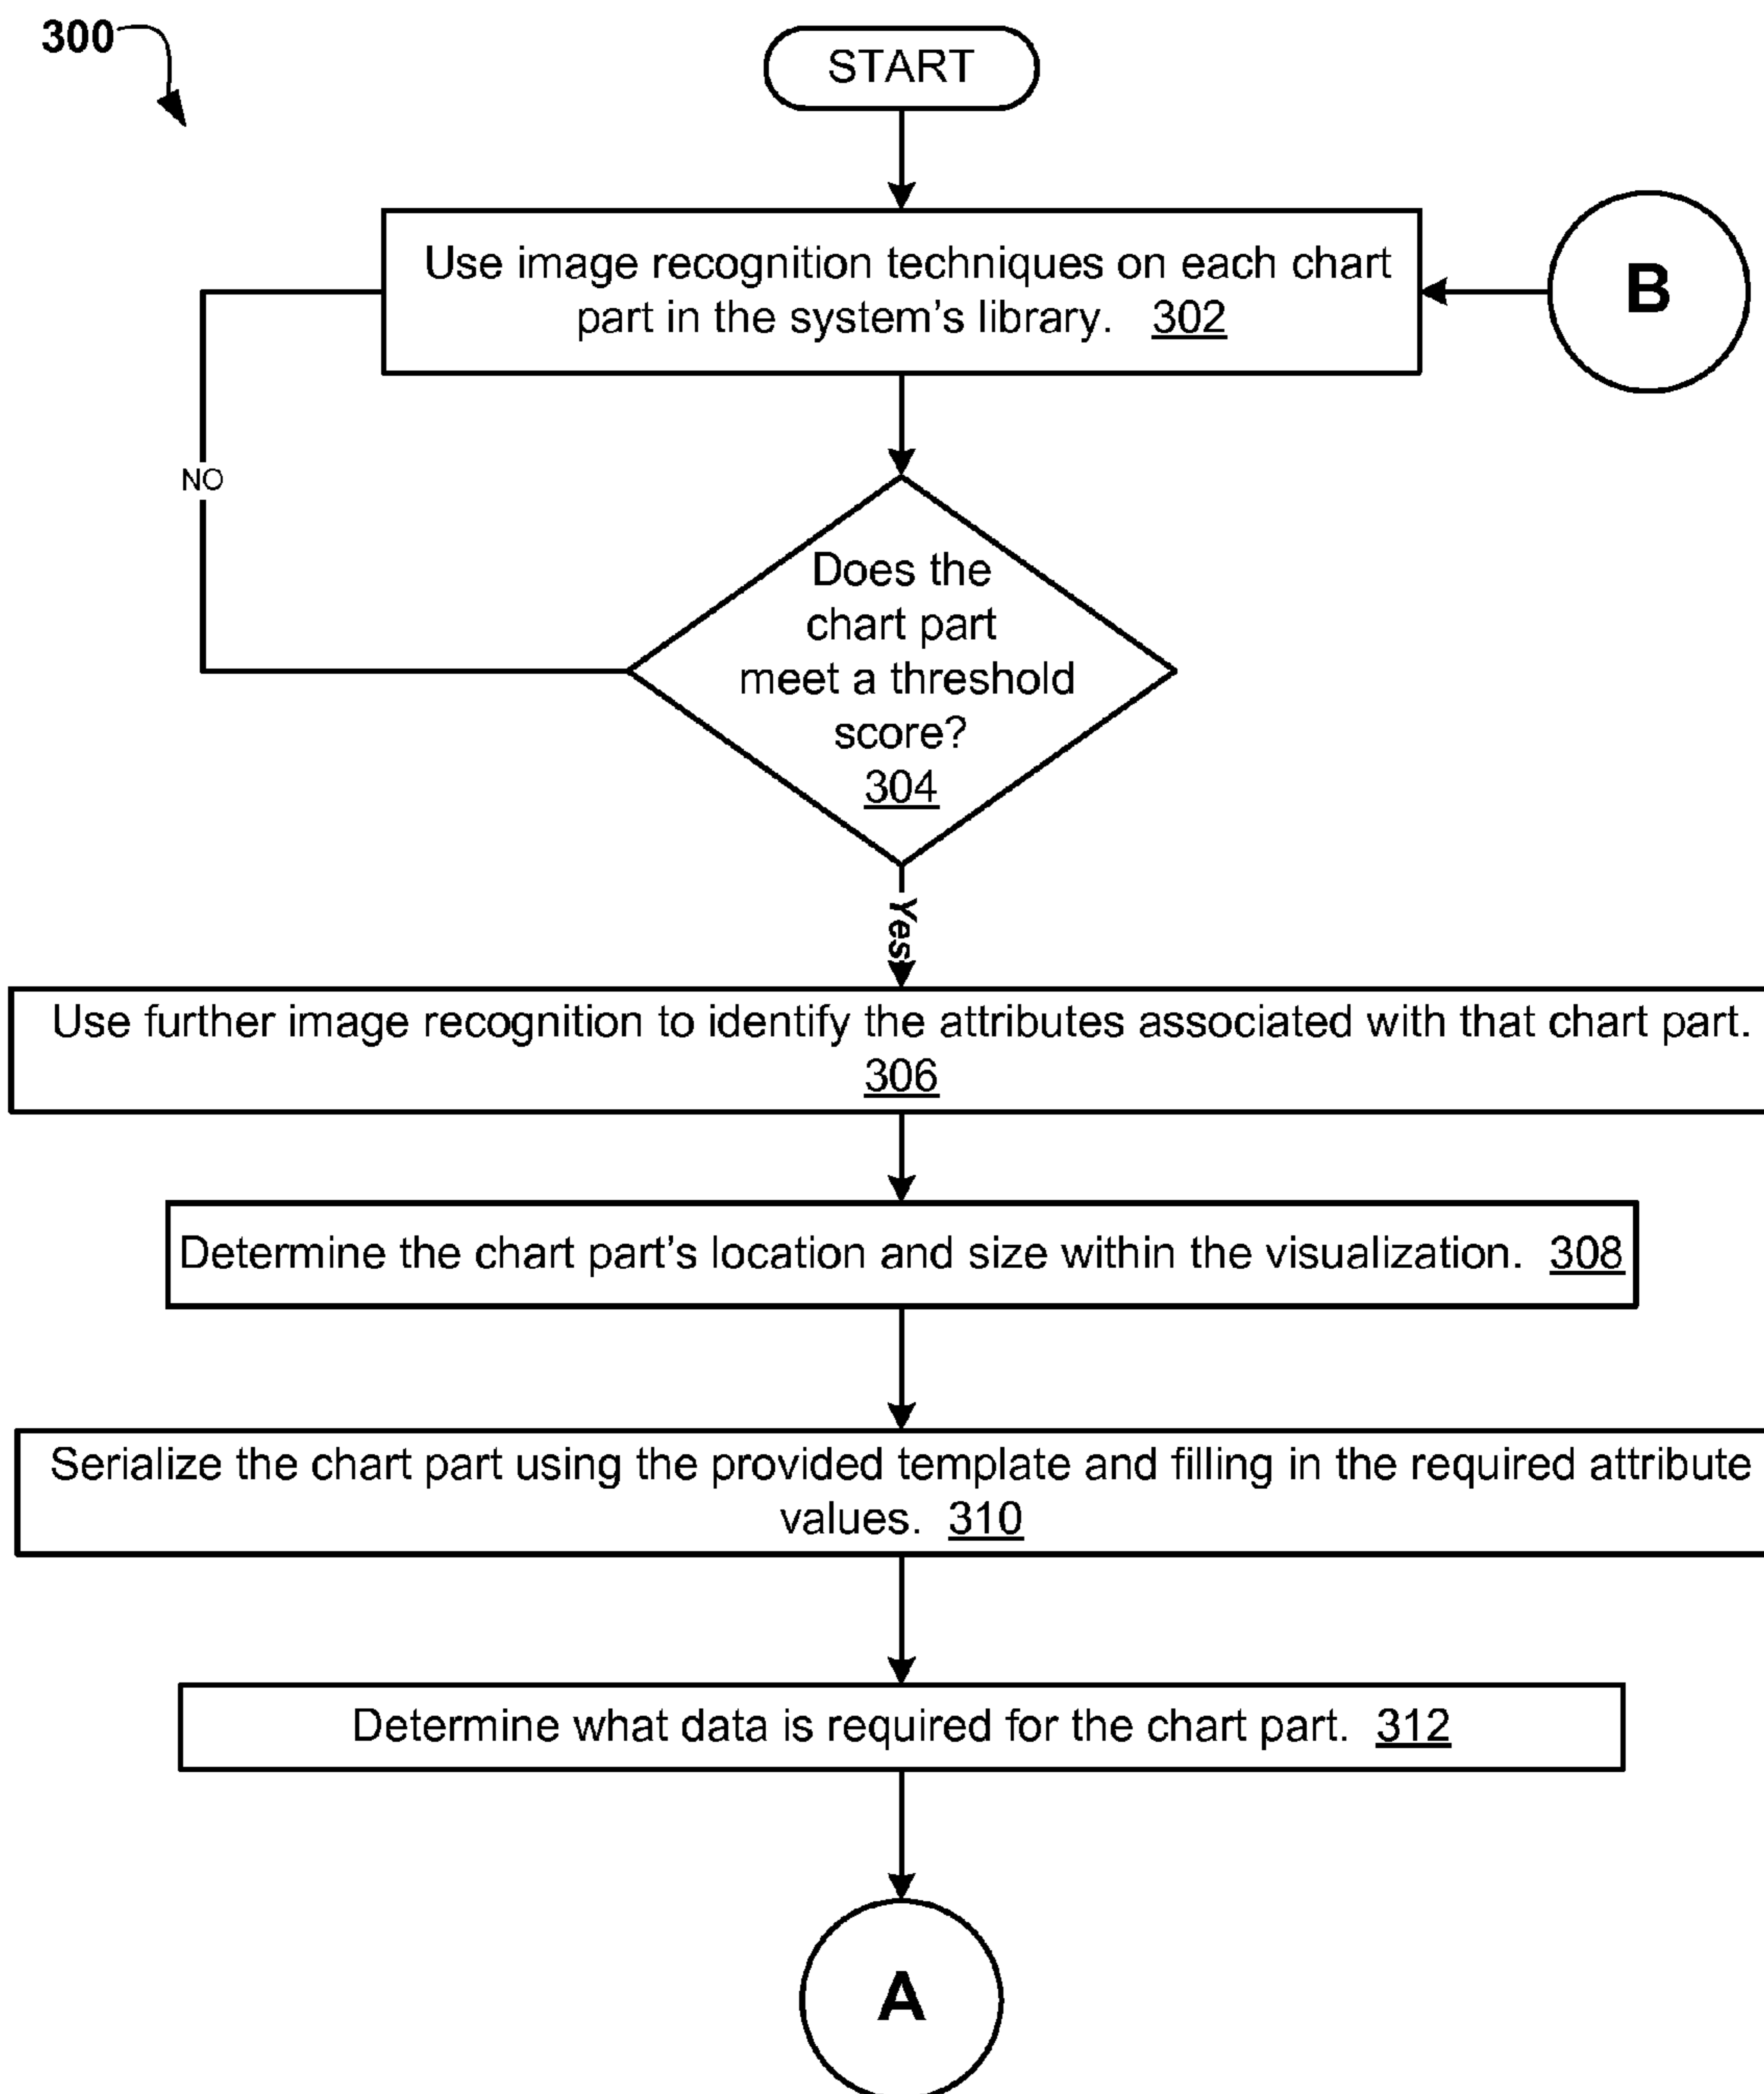 300
START
Use image recognition techniques on each chart
part in the system's library. 302
B
NO
Does the
chart part
meet a threshold
score?
304
Yes
Use further image recognition to identify the attributes associated with that chart part.
306
Determine the chart part's location and size within the visualization. 308
Serialize the chart part using the provided template and filling in the required attribute
values. 310
Determine what data is required for the chart part. 312
A